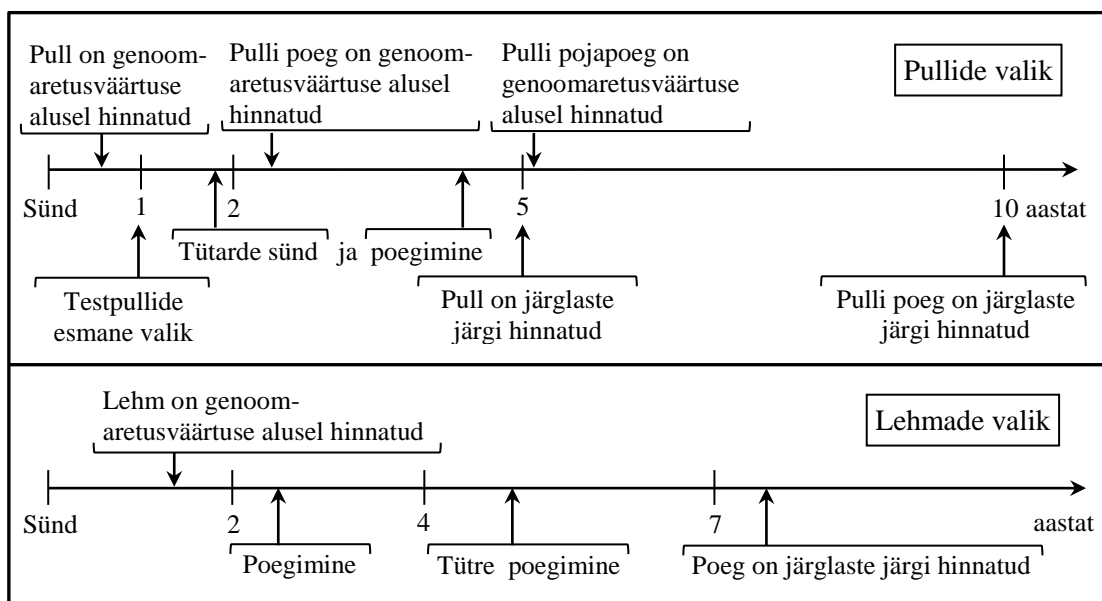 Pull on genoom-
aretusväärtuse
alusel hinnatud
Pulli poeg on genoom-
aretusväärtuse alusel
hinnatud
Pulli pojapoeg on
genoomaretusväärtuse
alusel hinnatud
Pullide valik
Sünd
1
2
5
10 aastat
Tütarde sünd ja poegimine
Testpullide
esmane valik
Pull on järglaste
järgi hinnatud
Pulli poeg on järglaste
järgi hinnatud
Lehm on genoom-
aretusväärtuse alusel hinnatud
Lehmade valik
Sünd
2
4
7
aastat
Poegimine
Tütre poegimine
Poeg on järglaste järgi hinnatud